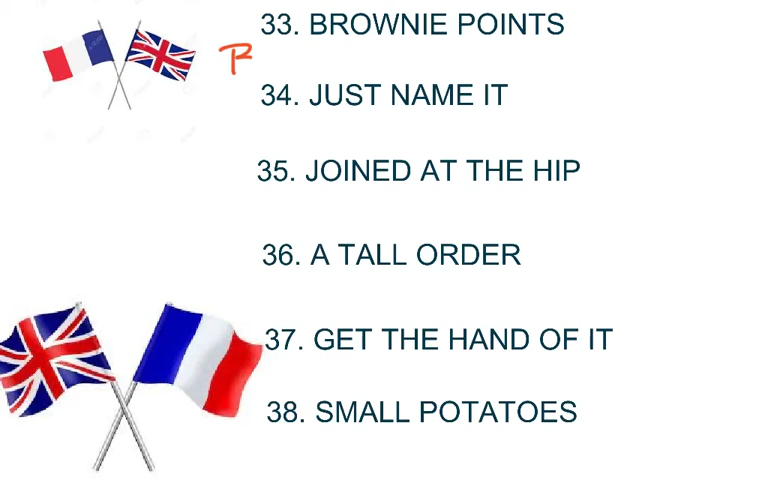 33. BROWNIE POINTS
34. JUST NAME IT
35. JOINED AT THE HIP
36. A TALL ORDER
37. GET THE HAND OF IT
38. SMALL POTATOES